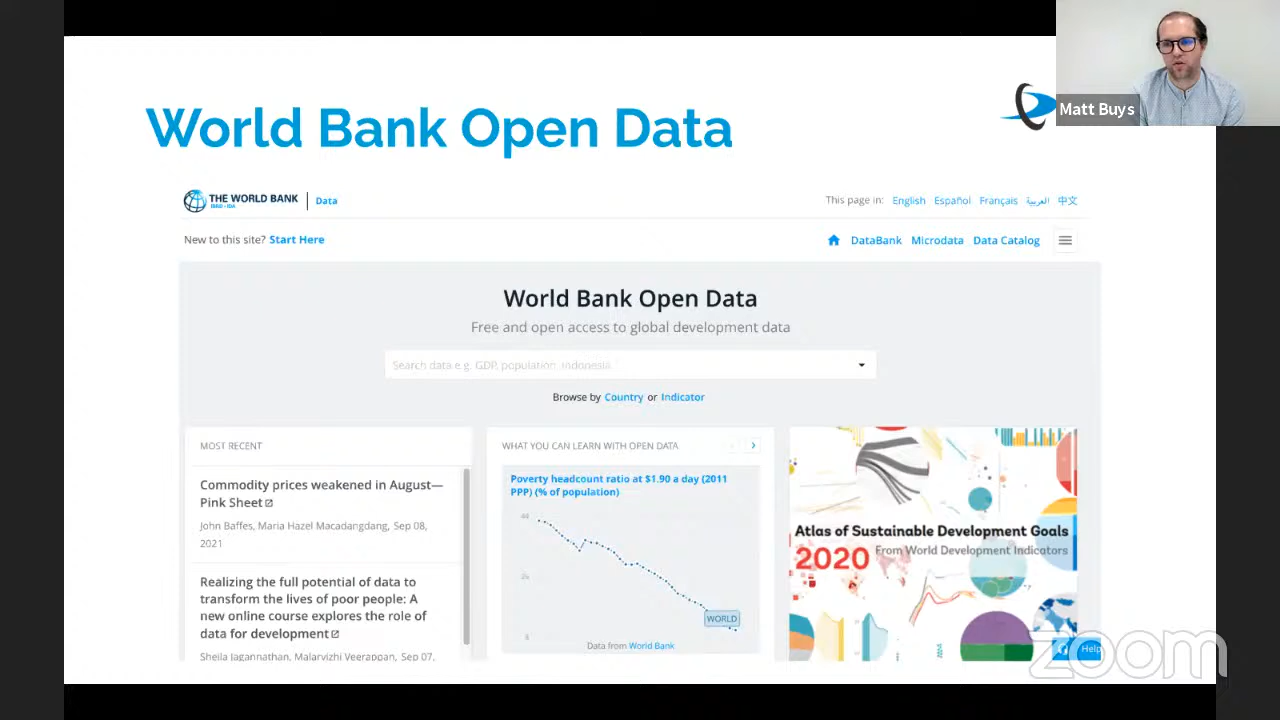 Matt Buys
World Bank Open Data
THE WORLD BANK
IBRD • IDA
Data
This page in: English Español Français العربية 中文
New to this site? Start Here
DataBank Microdata Data Catalog
World Bank Open Data
Free and open access to global development data
Search data e.g. GDP, population, Indonesia
Browse by Country or Indicator
MOST RECENT
Commodity prices weakened in August—
Pink Sheet
John Baffes, Maria Hazel Macadangdang, Sep 08,
2021
Realizing the full potential of data to
transform the lives of poor people: A
new online course explores the role of
data for development
Sheila Jagannathan, Malarvizhi Veerappan, Sep 07,
WHAT YOU CAN LEARN WITH OPEN DATA
Poverty headcount ratio at $1.90 a day (2011
PPP) (% of population)
WORLD
Data from World Bank
Atlas of Sustainable Development Goals
2020 From World Development Indicators
Help
zoom